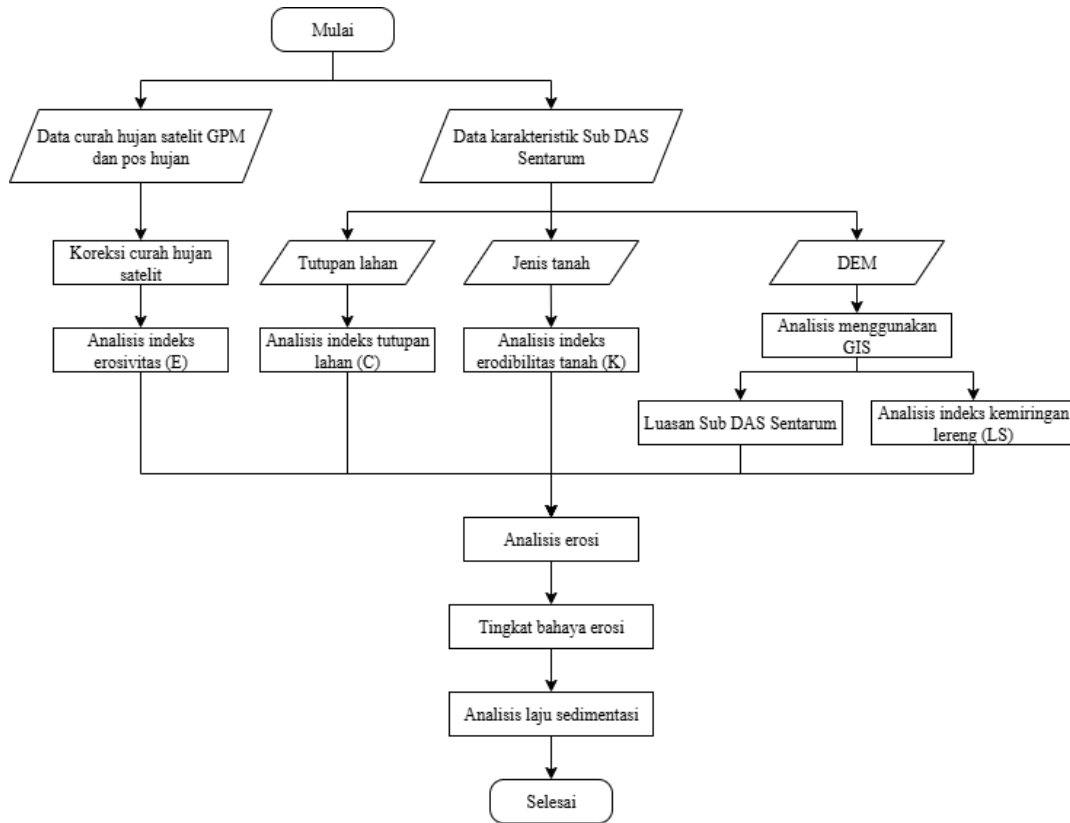 Mulai
Data curah hujan satelit GPM
dan pos hujan
Data karakteristik Sub DAS
Sentarum
Koreksi curah hujan
satelit
Tutupan lahan
Jenis tanah
DEM
Analisis indeks
erosivitas (E)
Analisis indeks tutupan
lahan (C)
Analisis indeks
erodibilitas tanah (K)
Analisis menggunakan
GIS
Luasan Sub DAS Sentarum
Analisis indeks kemiringan
lereng (LS)
Analisis erosi
Tingkat bahaya erosi
Analisis laju sedimentasi
Selesai